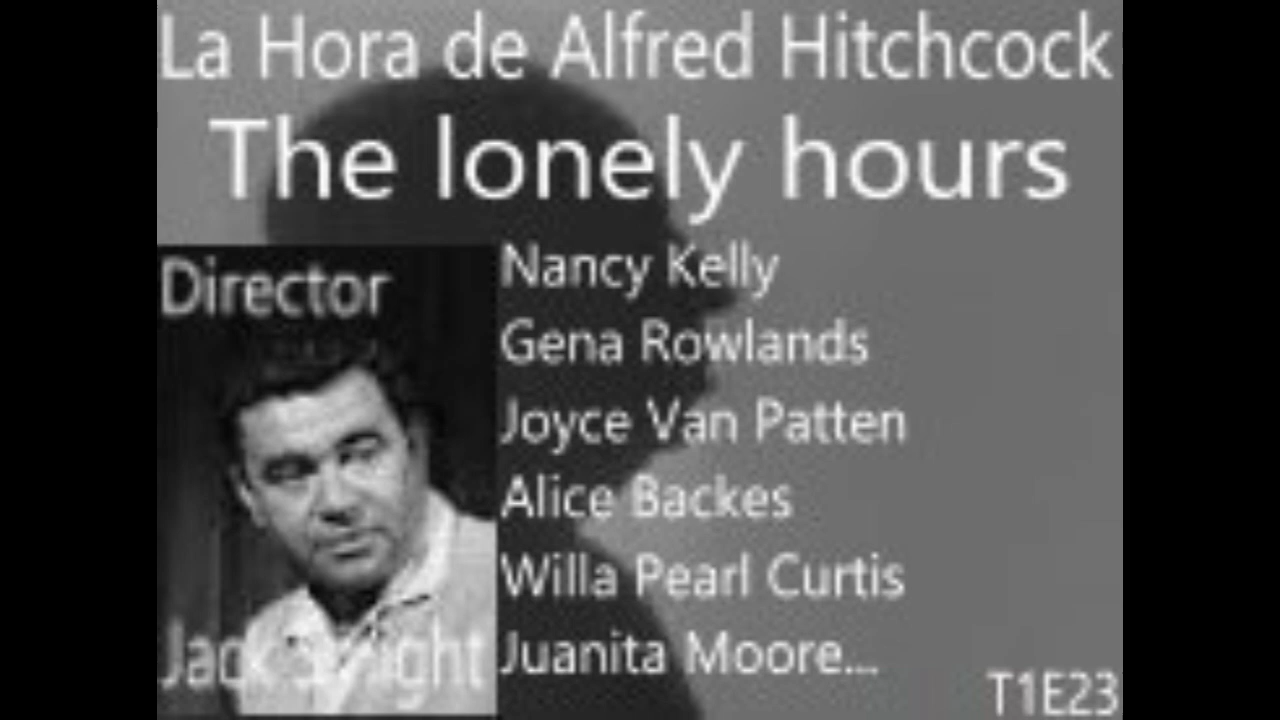 La Hora de Alfred Hitchcock
The lonely hours
Director
Nancy Kelly
Gena Rowlands
Joyce Van Patten
Alice Backes
Willa Pearl Curtis
Juanita Moore...
Jack
T1E23